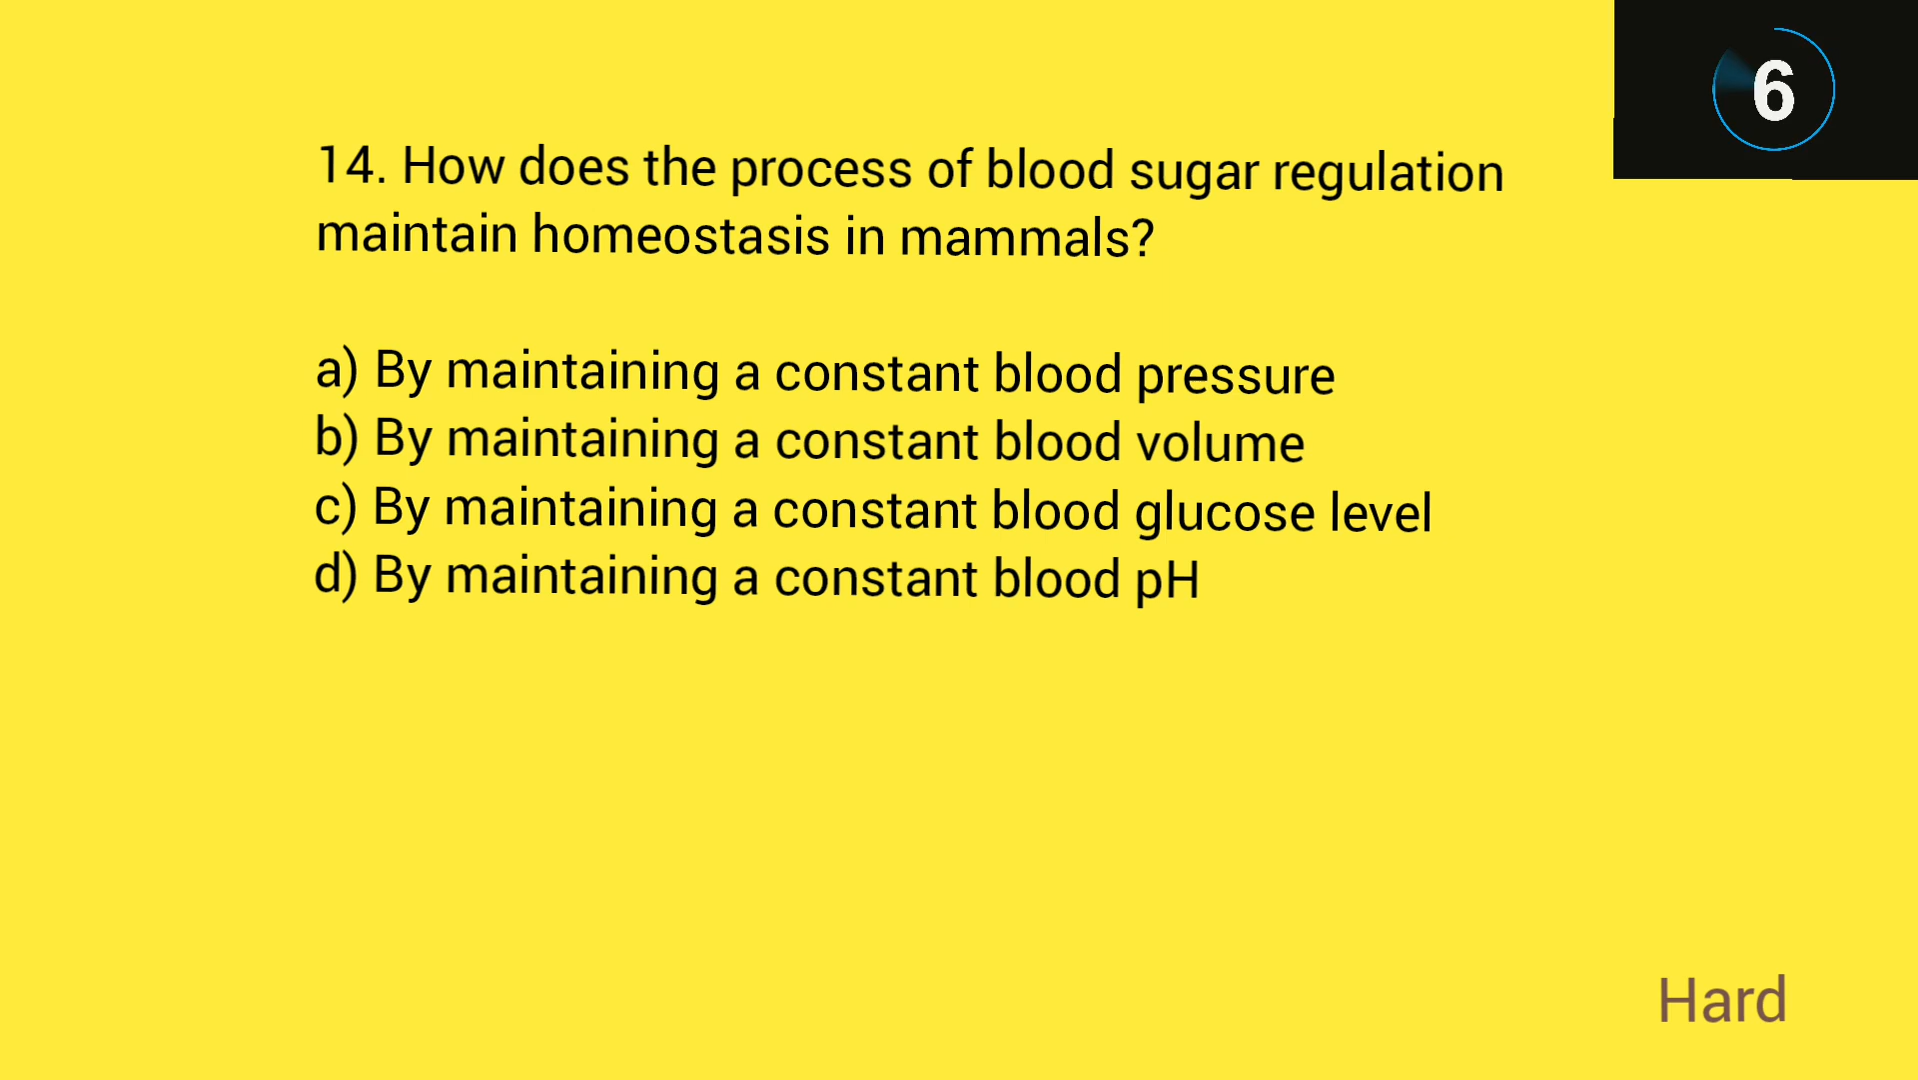 6
14. How does the process of blood sugar regulation
maintain homeostasis in mammals?
a) By maintaining a constant blood pressure
b) By maintaining a constant blood volume
c) By maintaining a constant blood glucose level
d) By maintaining a constant blood pH
Hard